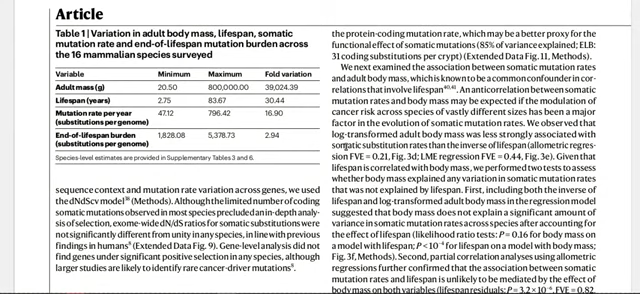 Article
Table 1 | Variation in adult body mass, lifespan, somatic
mutation rate and end-of-lifespan mutation burden across
the 16 mammalian species surveyed
Variable Minimum Maximum Fold variation
Adult mass (g) 20.50 800,000.00 39,024.39
Lifespan (years) 2.75 83.67 30.44
Mutation rate per year 47.12 796.42 16.90
(substitutions per genome)
End-of-lifespan burden 1,828.08 5,378.73 2.94
(substitutions per genome)
Species-level estimates are provided in Supplementary Tables 3 and 6.
sequence context and mutation rate variation across genes, we used
the dNdScv model³⁶ (Methods). Although the limited number of coding
somatic mutations observed in most species precluded an in-depth analy-
sis of selection, exome-wide dN/dS ratios for somatic substitutions were
not significantly different from unity in any species, in line with previous
findings in humans⁶ (Extended Data Fig. 9). Gene-level analysis did not
find genes under significant positive selection in any species, although
larger studies are likely to identify rare cancer-driver mutations⁶.
the protein-coding mutation rate, which may be a better proxy for the
functional effect of somatic mutations (85% of variance explained; ELB:
31 coding substitutions per crypt) (Extended Data Fig. 11, Methods).
We next examined the association between somatic mutation rates
and adult body mass, which is known to be a common confounder in cor-
relations that involve lifespan⁴⁰,⁴¹. An anticorrelation between somatic
mutation rates and body mass may be expected if the modulation of
cancer risk across species of vastly different sizes has been a major
factor in the evolution of somatic mutation rates. We observed that
log-transformed adult body mass was less strongly associated with
somatic substitution rates than the inverse of lifespan (allometric regres-
sion FVE = 0.21, Fig. 3d; LME regression FVE = 0.44, Fig. 3e). Given that
lifespan is correlated with body mass, we performed two tests to assess
whether body mass explained any variation in somatic mutation rates
that was not explained by lifespan. First, including both the inverse of
lifespan and log-transformed adult body mass in the regression model
suggested that body mass does not explain a significant amount of
variance in somatic mutation rates across species after accounting for
the effect of lifespan (likelihood ratio tests: P = 0.16 for body mass on
a model with lifespan; P < 10⁻⁴ for lifespan on a model with body mass;
Fig. 3f, Methods). Second, partial correlation analyses using allometric
regressions further confirmed that the association between somatic
mutation rates and lifespan is unlikely to be mediated by the effect of
body mass on both variables (lifespan residuals: P = 3.2 × 10⁻⁶, FVE = 0.82,